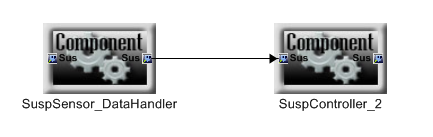 Component
Sus Sus
SuspSensor_DataHandler
Component
Sus Sus
SuspController_2